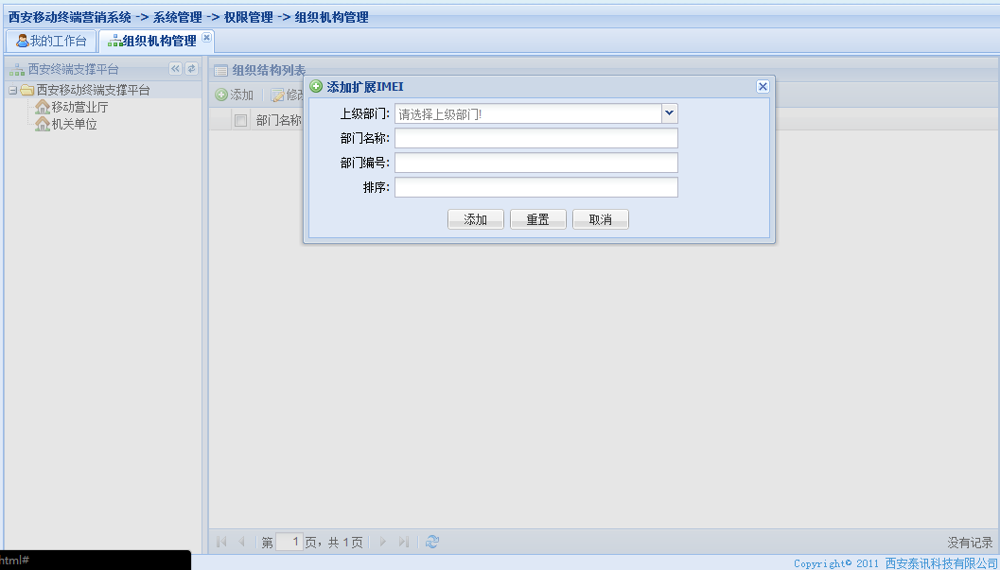 西安移动终端营销系统 -> 系统管理 -> 权限管理 -> 组织机构管理
我的工作台 组织机构管理
西安终端支撑平台
西安移动终端支撑平台
移动营业厅
机关单位
组织结构列表
添加 修改
部门名称
添加扩展IMEI
上级部门: 请选择上级部门!
部门名称:
部门编号:
排序:
添加 重置 取消
第 1 页，共 1 页
没有记录
html#
Copyright© 2011 西安泰讯科技有限公司